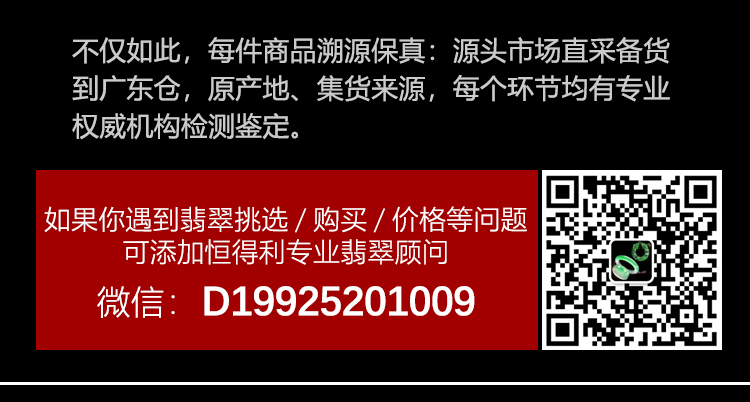 不仅如此，每件商品溯源保真：源头市场直采备货
到广东仓，原产地、集货来源，每个环节均有专业
权威机构检测鉴定。
如果你遇到翡翠挑选 / 购买 / 价格等问题
可添加恒得利专业翡翠顾问
微信：D19925201009